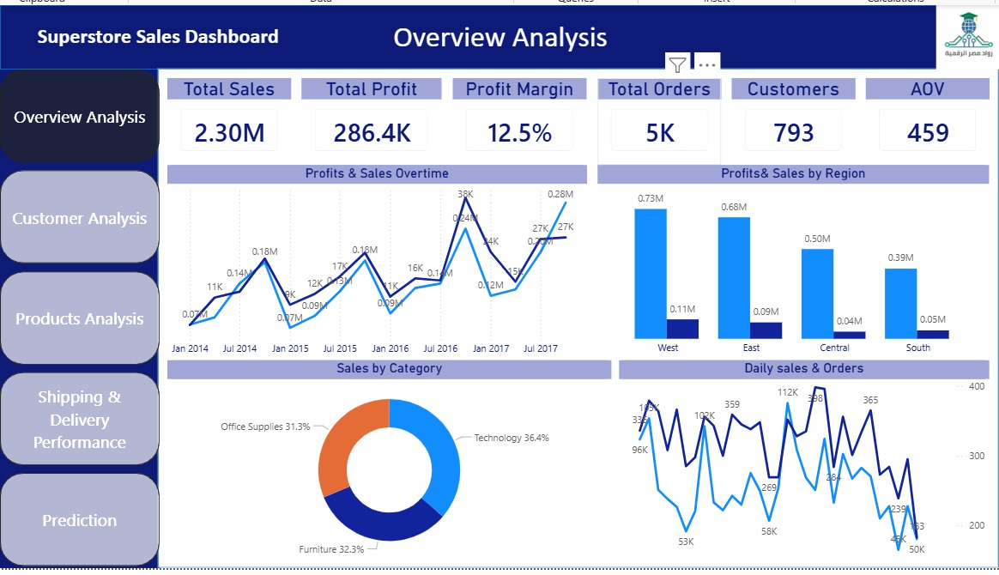 Clipboard
Data
Queries
Insert
Calculations
Superstore Sales Dashboard
Overview Analysis
رواد مصر الرقمية
Overview Analysis
Customer Analysis
Products Analysis
Shipping &
Delivery
Performance
Prediction
Total Sales
2.30M
Total Profit
286.4K
Profit Margin
12.5%
Total Orders
5K
Customers
793
AOV
459
Profits & Sales Overtime
0.07M
11K
0.14M
0.18M
9K
0.07M
12K
0.09M
17K
0.13M
0.18M
11K
0.09M
16K
0.14M
38K
0.24M
24K
0.12M
15K
27K
0.20M
0.28M
27K
Jan 2014
Jul 2014
Jan 2015
Jul 2015
Jan 2016
Jul 2016
Jan 2017
Jul 2017
Profits& Sales by Region
0.73M
0.11M
0.68M
0.09M
0.50M
0.04M
0.39M
0.05M
West
East
Central
South
Sales by Category
Office Supplies 31.3%
Technology 36.4%
Furniture 32.3%
Daily sales & Orders
105K
96K
53K
102K
359
269
58K
112K
398
284
365
239
45K
183
50K
400
300
200